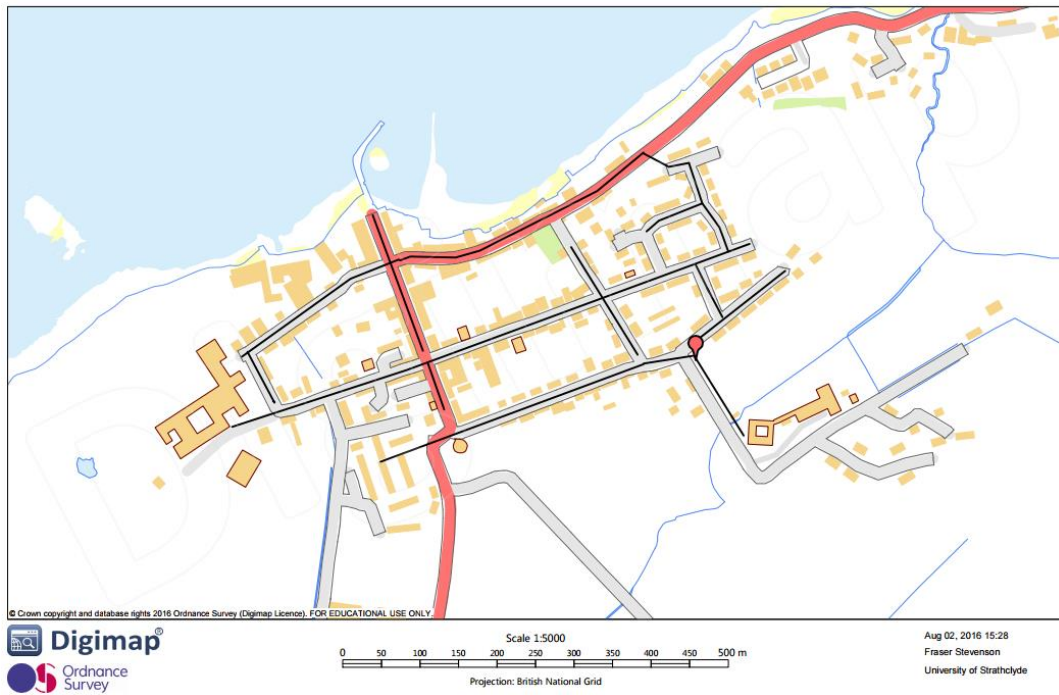 © Crown copyright and database rights 2016 Ordnance Survey (Digimap Licence). FOR EDUCATIONAL USE ONLY.
Digimap®
Ordnance
Survey
Scale 1:5000
0 50 100 150 200 250 300 350 400 450 500 m
Projection: British National Grid
Aug 02, 2016 15:28
Fraser Stevenson
University of Strathclyde
Digimap